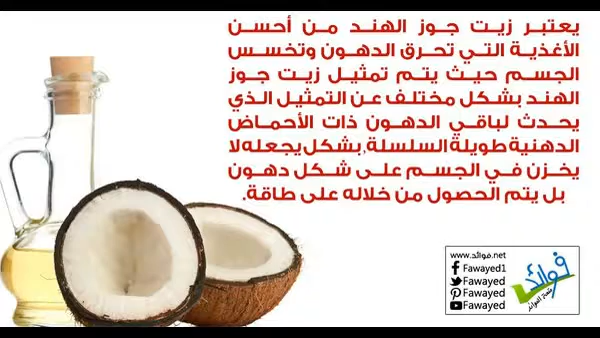 يعتبر زيت جوز الهند من أحسن
الأغذية التي تحرق الدهون وتخسس
الجسم حيث يتم تمثيل زيت جوز
الهند بشكل مختلف عن التمثيل الذي
يحدث لباقي الدهون ذات الأحماض
الدهنية طويلة السلسلة, بشكل يجعله لا
يخزن في الجسم على شكل دهون
بل يتم الحصول من خلاله على طاقة.
www.فوائد.net
Fawayed1
Fawayed
Fawayed
Fawayed
فوائد